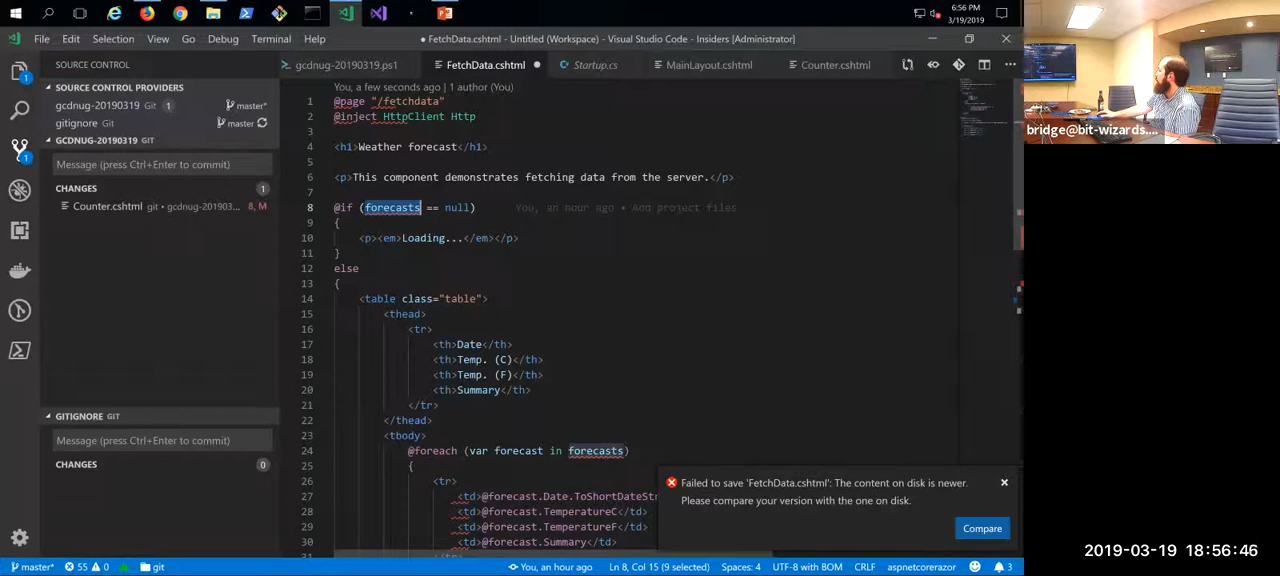 6:56 PM
3/19/2019
File Edit Selection View Go Debug Terminal Help
● FetchData.cshtml - Untitled (Workspace) - Visual Studio Code - Insiders [Administrator]
SOURCE CONTROL
gcdnug-20190319.ps1
FetchData.cshtml
Startup.cs
MainLayout.cshtml
Counter.cshtml
SOURCE CONTROL PROVIDERS
gcdnug-20190319 Git 1 master*
gitignore Git master
GCDNUG-20190319 GIT
Message (press Ctrl+Enter to commit)
CHANGES 1
Counter.cshtml git • gcdnug-201903... 8, M
GITIGNORE GIT
Message (press Ctrl+Enter to commit)
CHANGES 0
You, a few seconds ago | 1 author (You)
1 @page "/fetchdata"
2 @inject HttpClient Http
3
4 <h1>Weather forecast</h1>
5
6 <p>This component demonstrates fetching data from the server.</p>
7
8 @if (forecasts == null) You, an hour ago • Add project files
9 {
10 <p><em>Loading...</em></p>
11 }
12 else
13 {
14 <table class="table">
15 <thead>
16 <tr>
17 <th>Date</th>
18 <th>Temp. (C)</th>
19 <th>Temp. (F)</th>
20 <th>Summary</th>
21 </tr>
22 </thead>
23 <tbody>
24 @foreach (var forecast in forecasts)
25 {
26 <tr>
27 <td>@forecast.Date.ToShortDateStr
28 <td>@forecast.TemperatureC</td>
29 <td>@forecast.TemperatureF</td>
30 <td>@forecast.Summary</td>
31 </tr>
Failed to save 'FetchData.cshtml': The content on disk is newer.
Please compare your version with the one on disk.
Compare
master* 55 0 git
You, an hour ago Ln 8, Col 15 (9 selected) Spaces: 4 UTF-8 with BOM CRLF aspnetcorerazor 3
bridge@bit-wizards....
2019-03-19 18:56:46